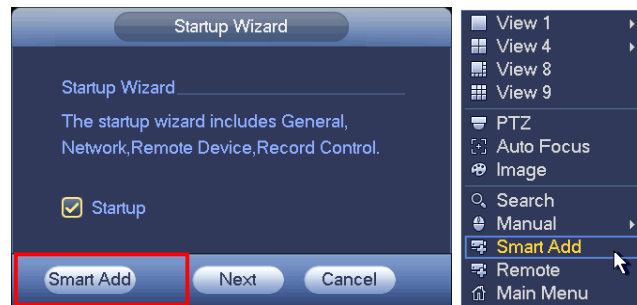 Startup Wizard
Startup Wizard
The startup wizard includes General,
Network,Remote Device,Record Control.
Startup
Smart Add
Next
Cancel
View 1
View 4
View 8
View 9
PTZ
Auto Focus
Image
Search
Manual
Smart Add
Remote
Main Menu